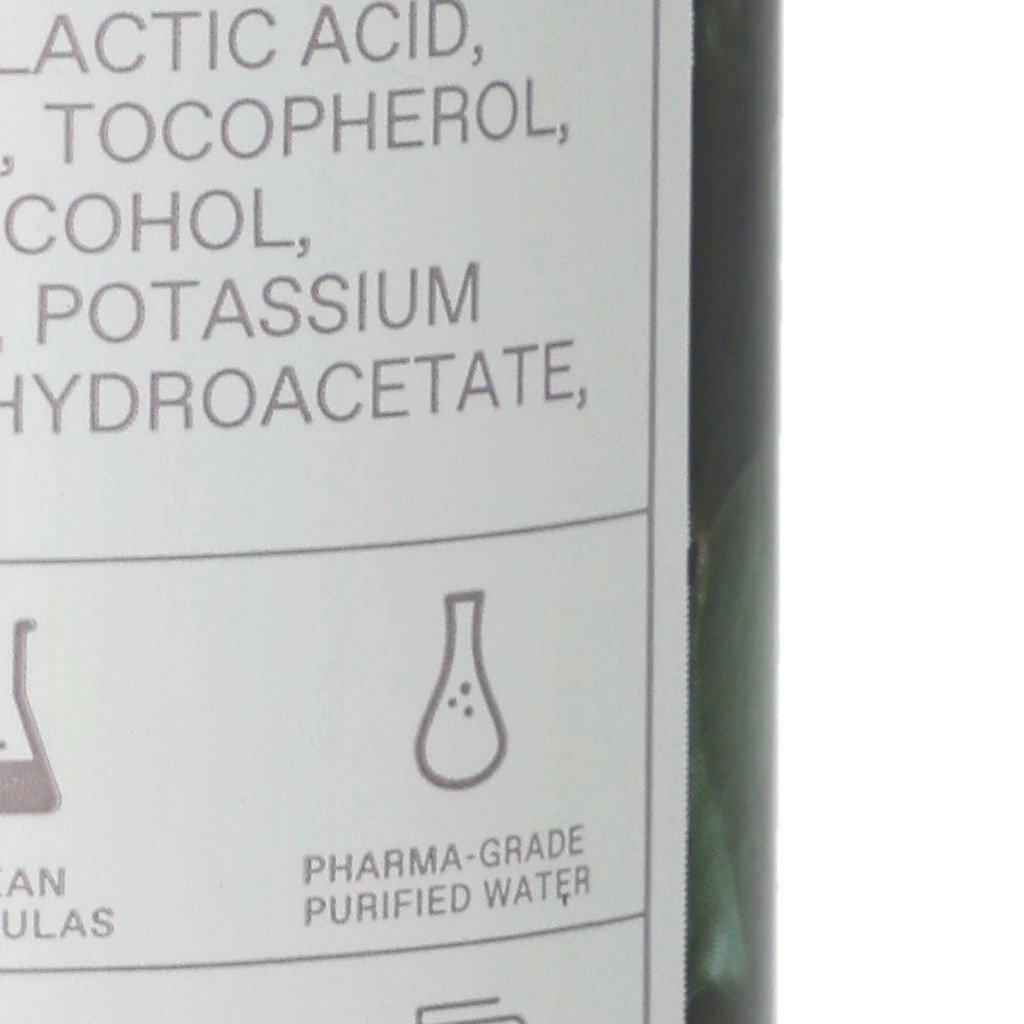 LACTIC ACID,
, TOCOPHEROL,
COHOL,
, POTASSIUM
HYDROACETATE,
PHARMA-GRADE
PURIFIED WATER
EAN
ULAS